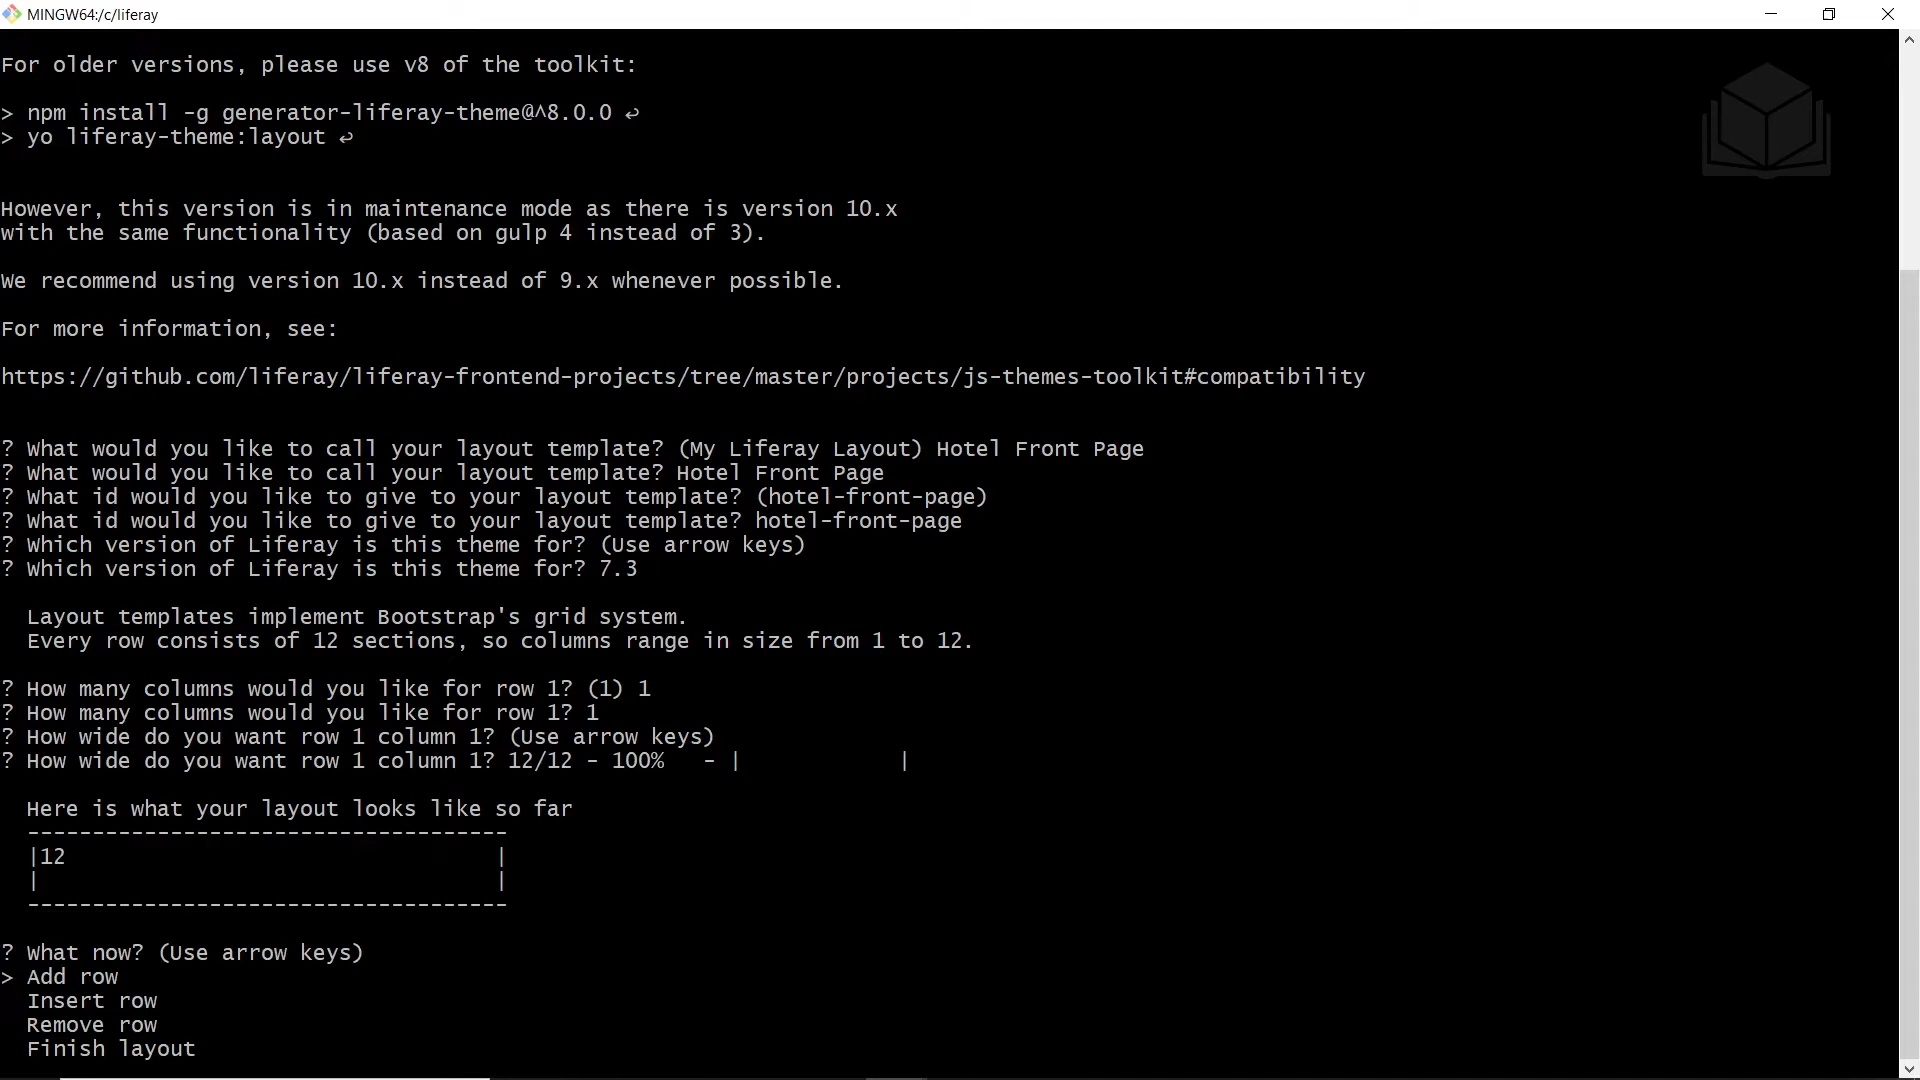 MINGW64:/c/liferay
For older versions, please use v8 of the toolkit:
> npm install -g generator-liferay-theme@^8.0.0 ↩
> yo liferay-theme:layout ↩
However, this version is in maintenance mode as there is version 10.x
with the same functionality (based on gulp 4 instead of 3).
We recommend using version 10.x instead of 9.x whenever possible.
For more information, see:
https://github.com/liferay/liferay-frontend-projects/tree/master/projects/js-themes-toolkit#compatibility
? What would you like to call your layout template? (My Liferay Layout) Hotel Front Page
? What would you like to call your layout template? Hotel Front Page
? What id would you like to give to your layout template? (hotel-front-page)
? What id would you like to give to your layout template? hotel-front-page
? Which version of Liferay is this theme for? (Use arrow keys)
? Which version of Liferay is this theme for? 7.3
Layout templates implement Bootstrap's grid system.
Every row consists of 12 sections, so columns range in size from 1 to 12.
? How many columns would you like for row 1? (1) 1
? How many columns would you like for row 1? 1
? How wide do you want row 1 column 1? (Use arrow keys)
? How wide do you want row 1 column 1? 12/12 - 100%   - |             |
Here is what your layout looks like so far
-------------------------------------
|12                                 |
|                                   |
-------------------------------------
? What now? (Use arrow keys)
> Add row
Insert row
Remove row
Finish layout